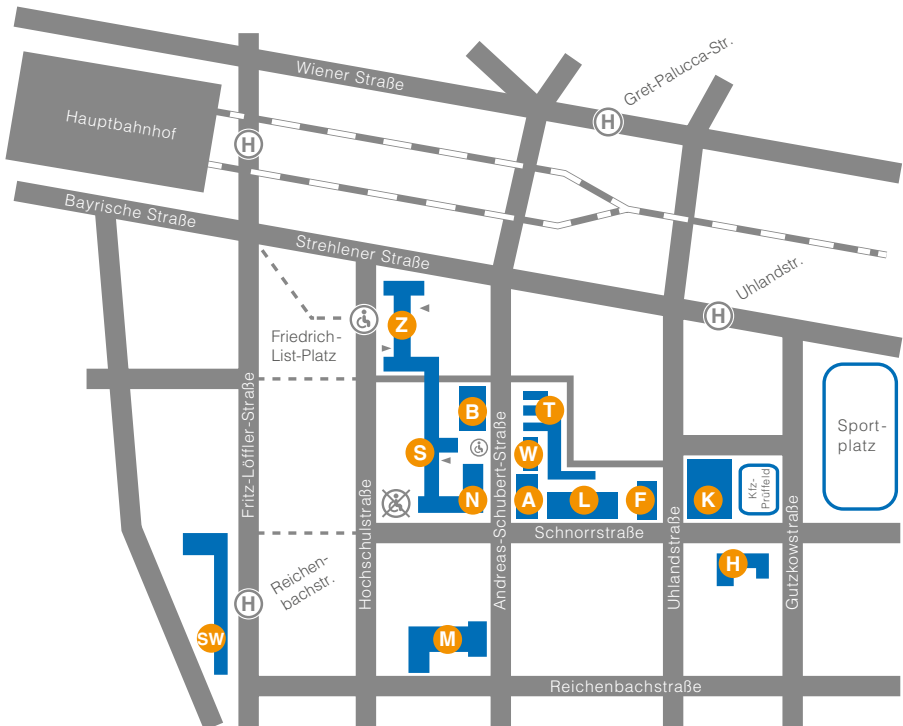 Wiener Straße
Gret-Palucca-Str.
Hauptbahnhof
H
H
Bayrische Straße
Strehlener Straße
Uhlandstr.
H
Z
Friedrich-
List-Platz
Fritz-Löffler-Straße
Hochschulstraße
Andreas-Schubert-Straße
Uhlandstraße
Gutzkowstraße
B
T
Sport-
platz
S
W
N
A
L
F
K
Kfz-
Prüffeld
Schnorrstraße
H
Reichen-
bachstr.
H
SW
M
Reichenbachstraße